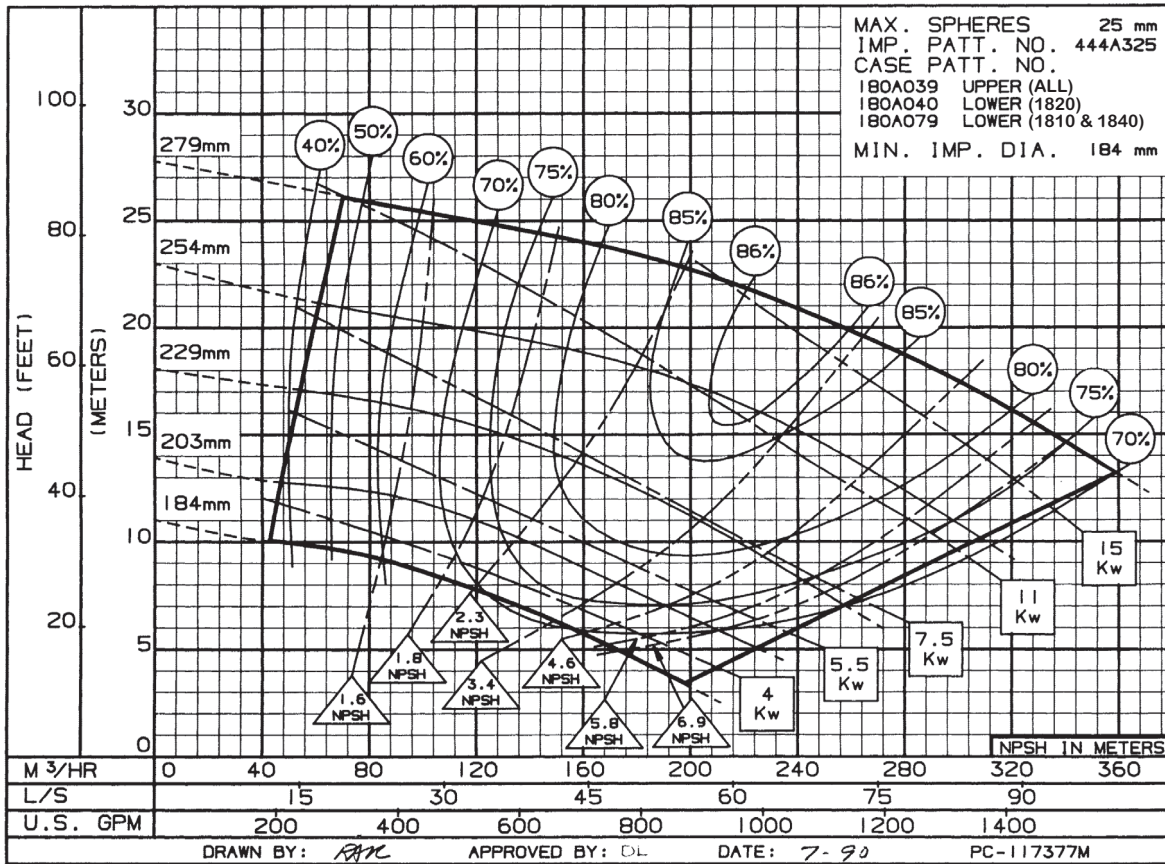 MAX. SPHERES 25 mm
IMP. PATT. NO. 444A325
CASE PATT. NO.
180A039 UPPER (ALL)
180A040 LOWER (1820)
180A079 LOWER (1810 & 1840)
MIN. IMP. DIA. 184 mm
HEAD (FEET)
(METERS)
100
80
60
40
20
30
25
20
15
10
5
0
279mm
254mm
229mm
203mm
184mm
40%
50%
60%
70%
75%
80%
85%
86%
86%
85%
80%
75%
70%
1.6 NPSH
1.8 NPSH
2.3 NPSH
3.4 NPSH
4.6 NPSH
5.8 NPSH
6.9 NPSH
4 Kw
5.5 Kw
7.5 Kw
11 Kw
15 Kw
NPSH IN METERS
M³/HR 0 40 80 120 160 200 240 280 320 360
L/S 15 30 45 60 75 90
U.S. GPM 200 400 600 800 1000 1200 1400
DRAWN BY: APPROVED BY: DL DATE: 7-90 PC-117377M